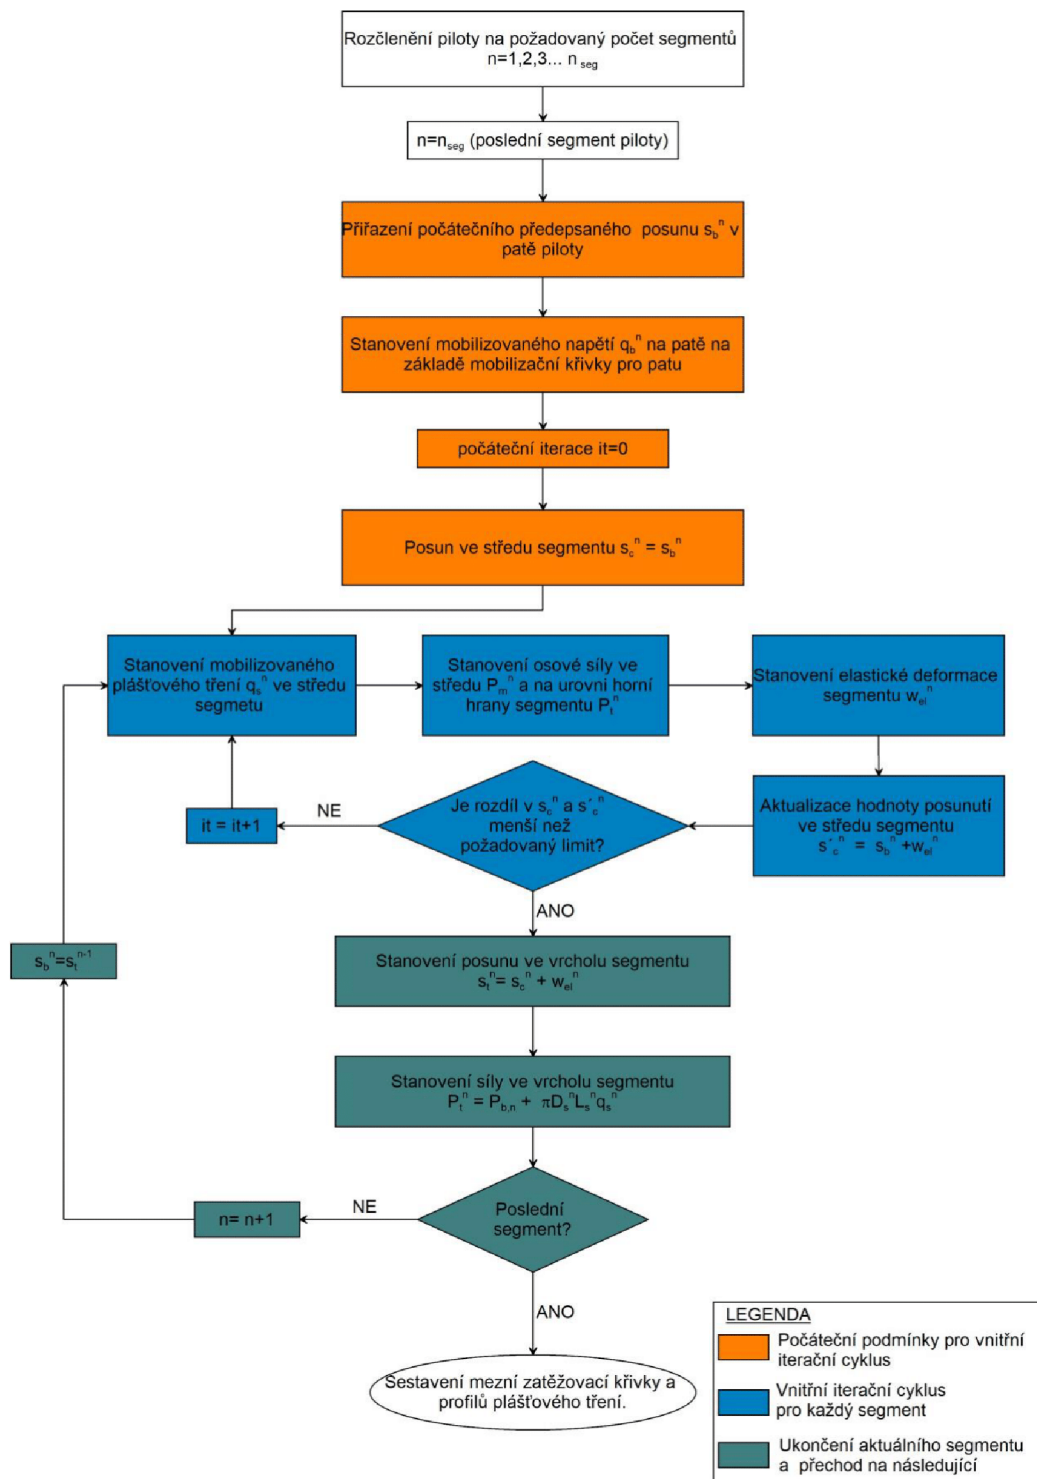 Rozčlenění piloty na požadovaný počet segmentů
n=1,2,3... n seg
n=nseg (poslední segment piloty)
Přiřazení počátečního předepsaného posunu sbⁿ v
patě piloty
Stanovení mobilizovaného napětí qbⁿ na patě na
základě mobilizační křivky pro patu
počáteční iterace it=0
Posun ve středu segmentu scⁿ = sbⁿ
Stanovení mobilizovaného
plášťového tření qsⁿ ve středu
segmetu
Stanovení osové síly ve
středu Pmⁿ a na urovni horní
hrany segmentu Ptⁿ
Stanovení elastické deformace
segmentu welⁿ
Aktualizace hodnoty posunutí
ve středu segmentu
s´cⁿ = sbⁿ +welⁿ
Je rozdíl v scⁿ a s´cⁿ
menší než
požadovaný limit?
NE
it = it+1
ANO
Stanovení posunu ve vrcholu segmentu
stⁿ= scⁿ + welⁿ
sbⁿ=stⁿ⁻¹
Stanovení síly ve vrcholu segmentu
Ptⁿ = Pb,n + πDsⁿLsⁿqsⁿ
Poslední
segment?
NE
n= n+1
ANO
Sestavení mezní zatěžovací křivky a
profilů plášťového tření.
LEGENDA
Počáteční podmínky pro vnitřní
iterační cyklus
Vnitřní iterační cyklus
pro každý segment
Ukončení aktuálního segmentu
a přechod na následující